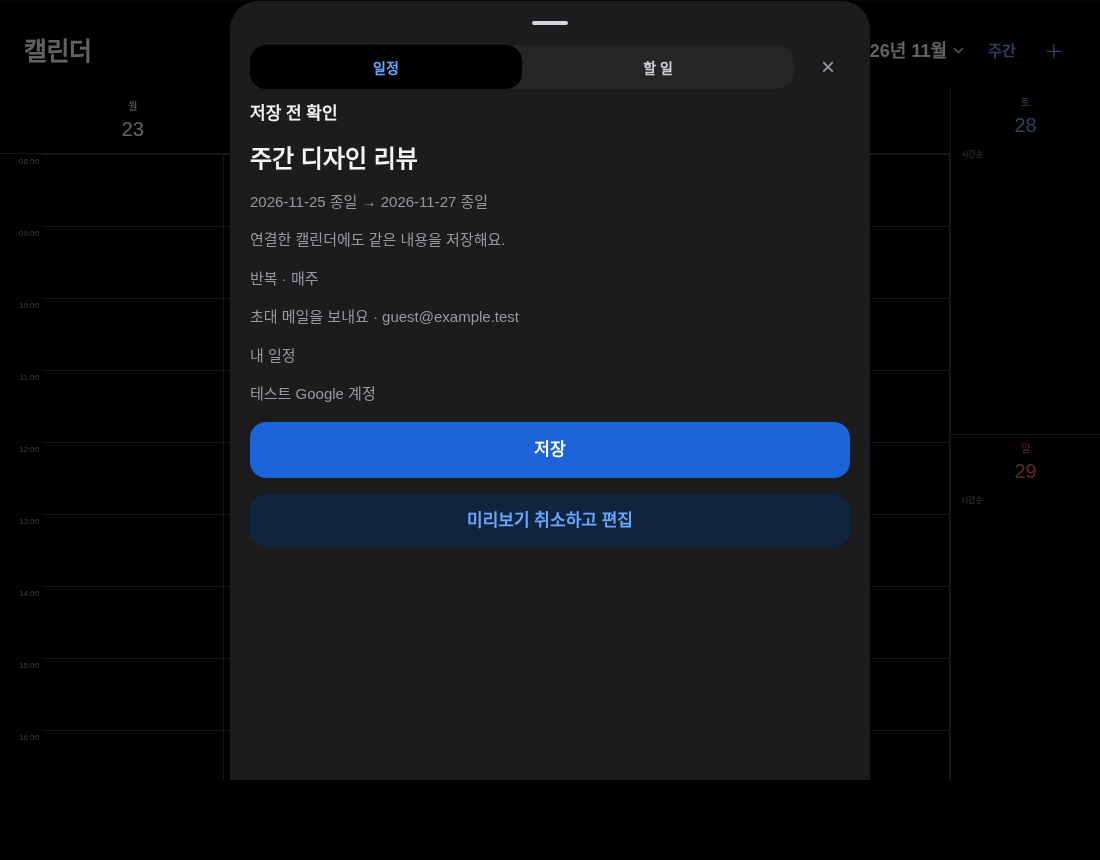 캘린더
일정
할 일
×
26년 11월
주간
+
저장 전 확인
월
23
토
28
시간순
주간 디자인 리뷰
2026-11-25 종일 → 2026-11-27 종일
연결한 캘린더에도 같은 내용을 저장해요.
반복 · 매주
초대 메일을 보내요 · guest@example.test
내 일정
테스트 Google 계정
저장
미리보기 취소하고 편집
08:00
09:00
10:00
11:00
12:00
13:00
14:00
15:00
16:00
일
29
시간순